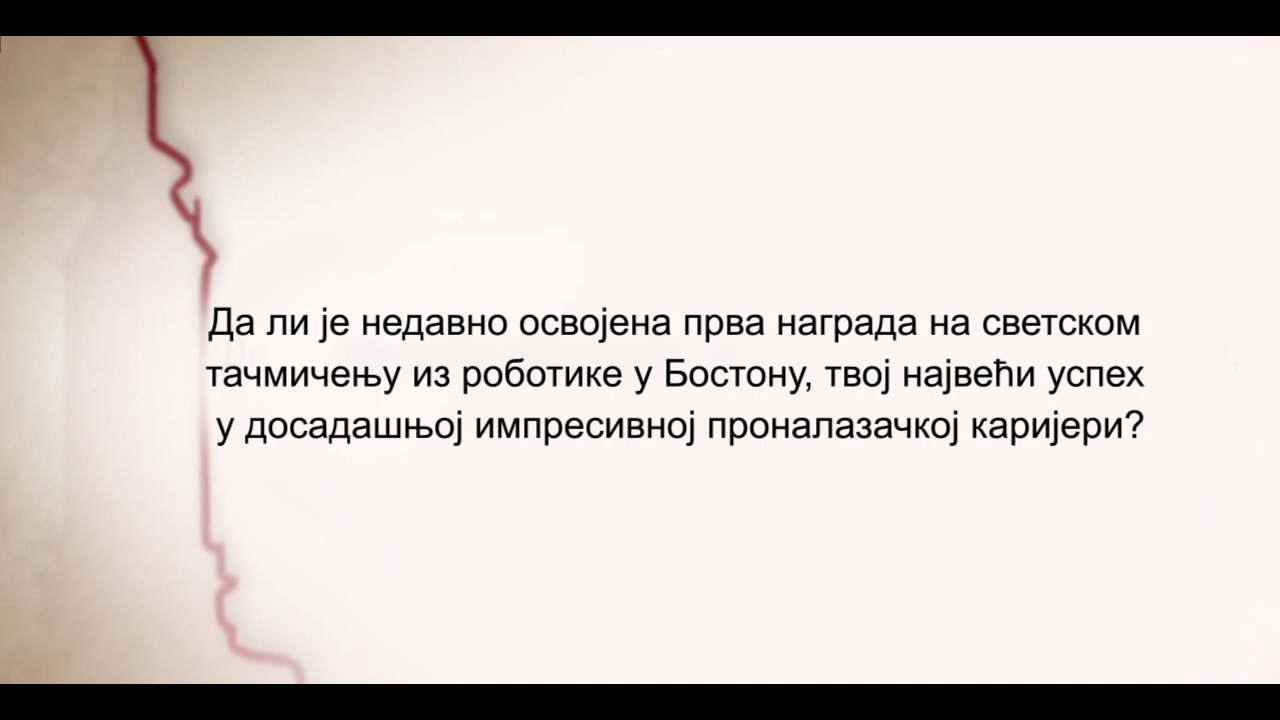 Да ли је недавно освојена прва награда на светском
тачмичењу из роботике у Бостону, твој највећи успех
у досадашњој импресивној проналазачкој каријери?